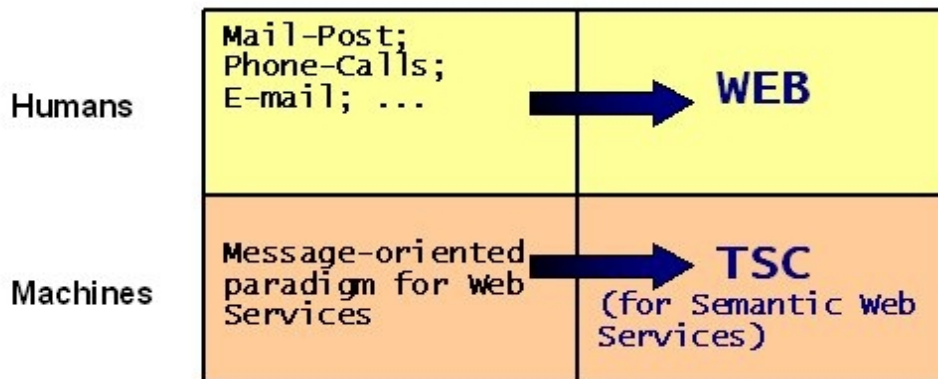 Humans
Mail-Post;
Phone-Calls;
E-mail; ...
WEB
Machines
Message-oriented
paradigm for Web
Services
TSC
(for Semantic Web
Services)